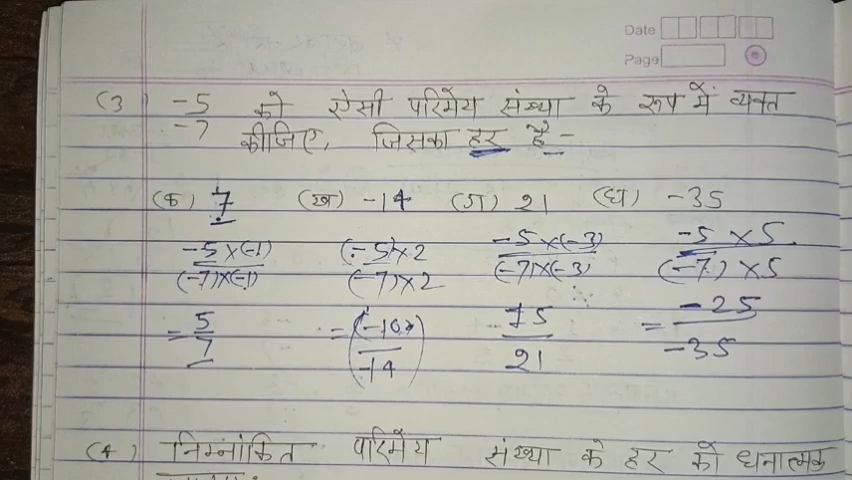 Date
Page
(3) -5/-7 को ऐसी परिमेय संख्या के रूप में व्यक्त
कीजिए, जिसका हर है -
(क) 7 (ख) -14 (ग) 21 (घ) -35
-5×(-1)/(-7)×(-1) (-5)×2/(-7)×2 -5×(-3)/(-7)×(-3) -5×5/(-7)×5
=5/7 =(-10/-14) 15/21 =-25/-35
(4) निम्नांकित परिमेय संख्या के हर को धनात्मक